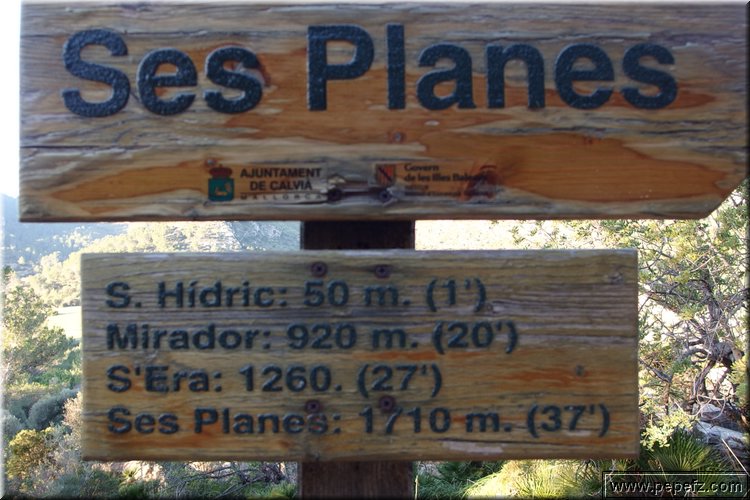 Ses Planes
AJUNTAMENT
DE CALVIÀ
MALLORCA
Govern
de les Illes Balears
S. Hídric: 50 m. (1')
Mirador: 920 m. (20')
S'Era: 1260. (27')
Ses Planes: 1710 m. (37')
www.pepefz.com